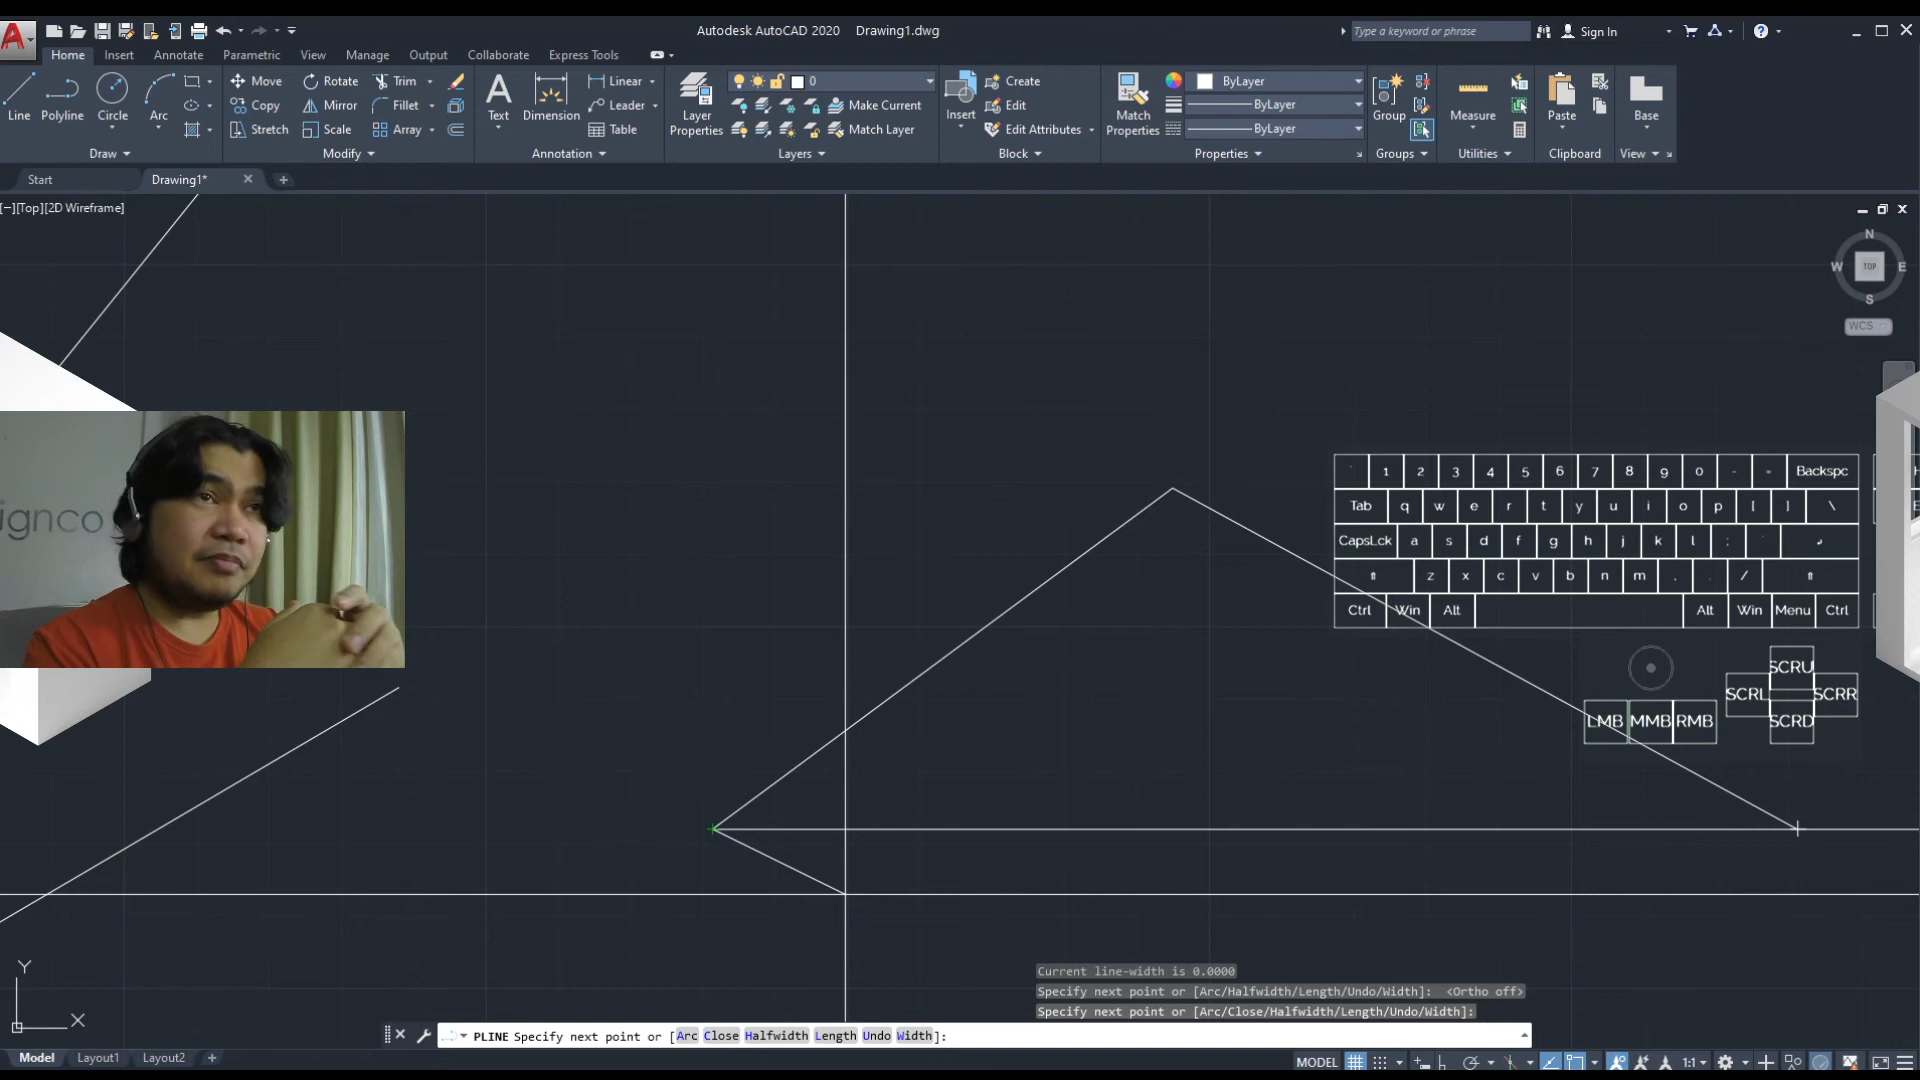 Autodesk AutoCAD 2020 Drawing1.dwg
Type a keyword or phrase
Sign In
Home Insert Annotate Parametric View Manage Output Collaborate Express Tools
Line
Polyline
Circle
Arc
Move
Copy
Stretch
Rotate
Mirror
Scale
Trim
Fillet
Array
Text
Dimension
Linear
Leader
Table
Layer Properties
0
Make Current
Match Layer
Insert
Create
Edit
Edit Attributes
Match Properties
ByLayer
ByLayer
ByLayer
Group
Measure
Paste
Base
Draw
Modify
Annotation
Layers
Block
Properties
Groups
Utilities
Clipboard
View
Start
Drawing1*
[−][Top][2D Wireframe]
N
W TOP E
S
WCS
ignco
1 2 3 4 5 6 7 8 9 0 - = Backspc
Tab q w e r t y u i o p [ ] \
CapsLck a s d f g h j k l ;
z x c v b n m , . /
Ctrl Win Alt Alt Win Menu Ctrl
SCRU
SCRL SCRR
LMB MMB RMB SCRD
Y
X
Current line-width is 0.0000
Specify next point or [Arc/Halfwidth/Length/Undo/Width]: <Ortho off>
Specify next point or [Arc/Close/Halfwidth/Length/Undo/Width]:
PLINE Specify next point or [Arc Close Halfwidth Length Undo Width]:
Model Layout1 Layout2
MODEL
1:1